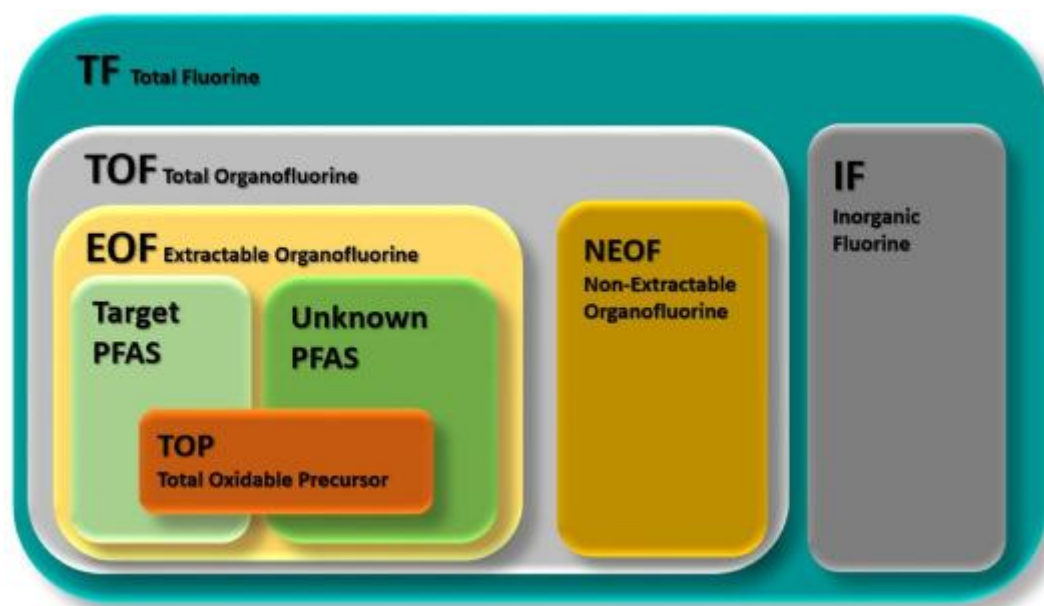 TF Total Fluorine
TOF Total Organofluorine
EOF Extractable Organofluorine
Target
PFAS
Unknown
PFAS
TOP
Total Oxidable Precursor
NEOF
Non-Extractable
Organofluorine
IF
Inorganic
Fluorine